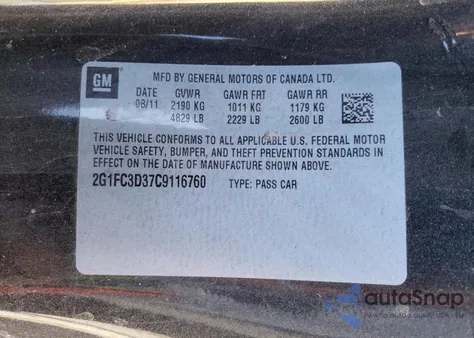 GM
MFD BY GENERAL MOTORS OF CANADA LTD.
DATE GVWR GAWR FRT GAWR RR
08/11 2190 KG 1011 KG 1179 KG
4829 LB 2229 LB 2600 LB
THIS VEHICLE CONFORMS TO ALL APPLICABLE U.S. FEDERAL MOTOR
VEHICLE SAFETY, BUMPER, AND THEFT PREVENTION STANDARDS IN
EFFECT ON THE DATE OF MANUFACTURE SHOWN ABOVE.
2G1FC3D37C9116760 TYPE: PASS CAR
autoSnap